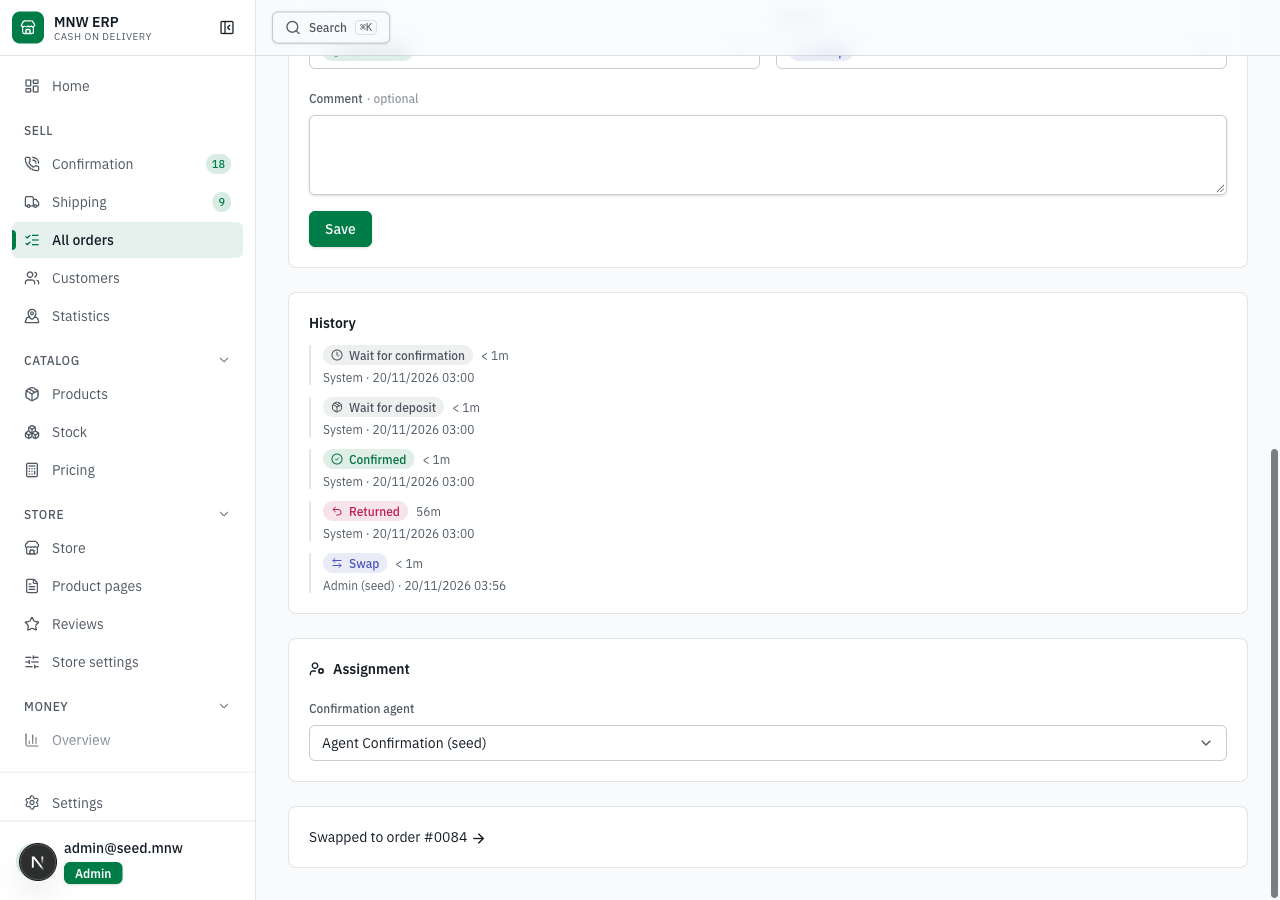 MNW ERP
CASH ON DELIVERY
Search ⌘K
Home
SELL
Confirmation 18
Shipping 9
All orders
Customers
Statistics
CATALOG
Products
Stock
Pricing
STORE
Store
Product pages
Reviews
Store settings
MONEY
Overview
Settings
N
admin@seed.mnw
Admin
Comment · optional
Save
History
Wait for confirmation < 1m
System · 20/11/2026 03:00
Wait for deposit < 1m
System · 20/11/2026 03:00
Confirmed < 1m
System · 20/11/2026 03:00
Returned 56m
System · 20/11/2026 03:00
Swap < 1m
Admin (seed) · 20/11/2026 03:56
Assignment
Confirmation agent
Agent Confirmation (seed)
Swapped to order #0084 →